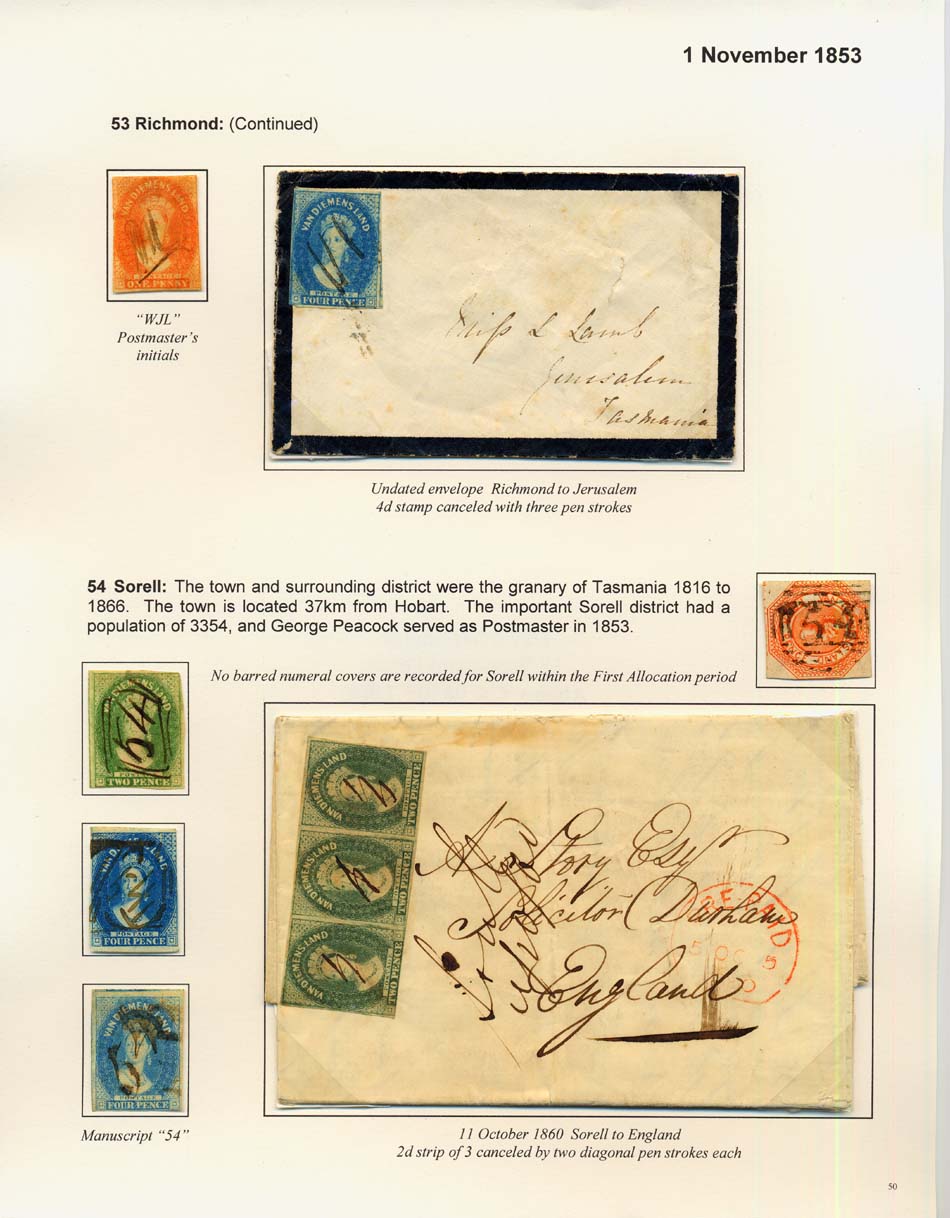 1 November 1853
53 Richmond: (Continued)
VAN DIEMENS LAND
POSTAGE
ONE PENNY
"WJL"
Postmaster's
initials
VAN DIEMENS LAND
POSTAGE
FOUR PENCE
Miss L Lamb
Jerusalem
Tasmania
Undated envelope Richmond to Jerusalem
4d stamp canceled with three pen strokes
54 Sorell: The town and surrounding district were the granary of Tasmania 1816 to
1866. The town is located 37km from Hobart. The important Sorell district had a
population of 3354, and George Peacock served as Postmaster in 1853.
No barred numeral covers are recorded for Sorell within the First Allocation period
54
TWO PENCE
FOUR PENCE
POSTAGE
VAN DIEMENS LAND
POSTAGE
FOUR PENCE
54
Manuscript "54"
VAN DIEMENS LAND
TWO PENCE
VAN DIEMENS LAND
TWO PENCE
VAN DIEMENS LAND
TWO PENCE
Story Esqr
Solicitor Durham
England
PAID
11 October 1860 Sorell to England
2d strip of 3 canceled by two diagonal pen strokes each
50